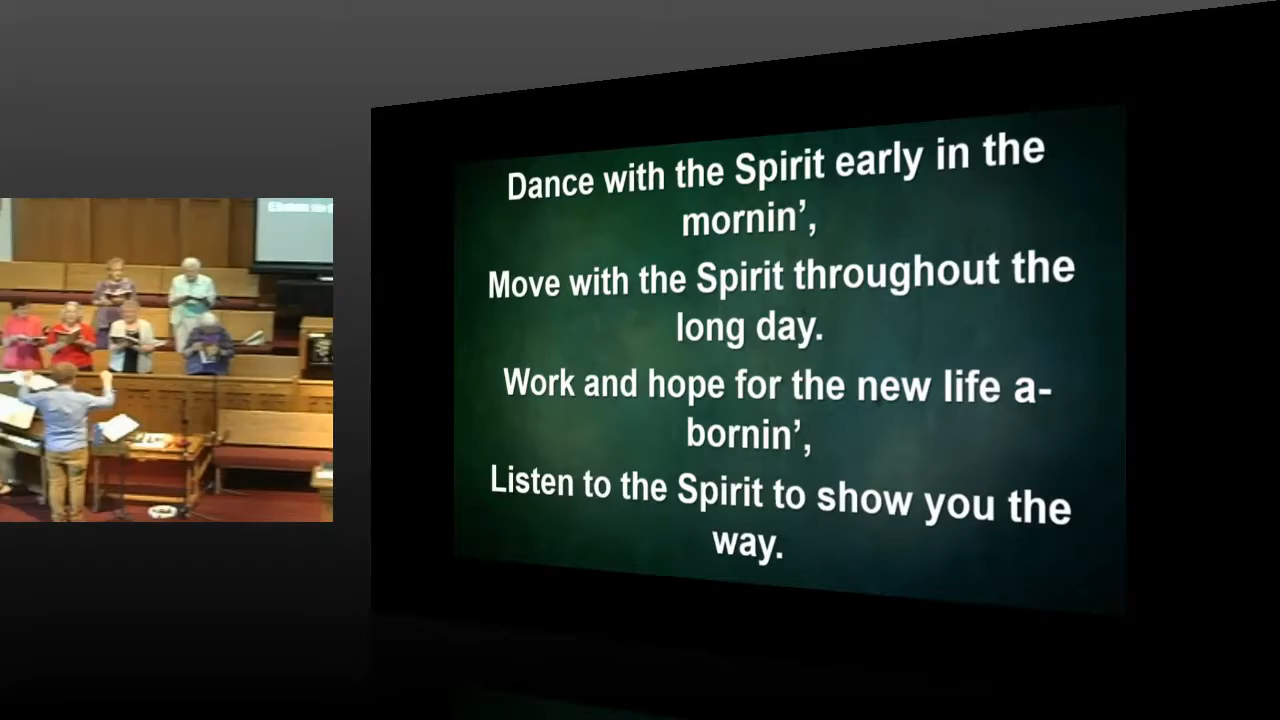 Dance with the Spirit early in the
mornin’,
Move with the Spirit throughout the
long day.
Work and hope for the new life a-
bornin’,
Listen to the Spirit to show you the
way.